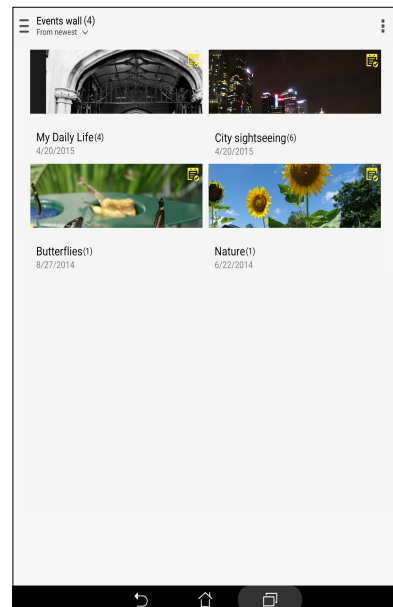 Events wall (4)
From newest
My Daily Life(4)
4/20/2015
City sightseeing(6)
4/20/2015
Butterflies(1)
8/27/2014
Nature(1)
6/22/2014